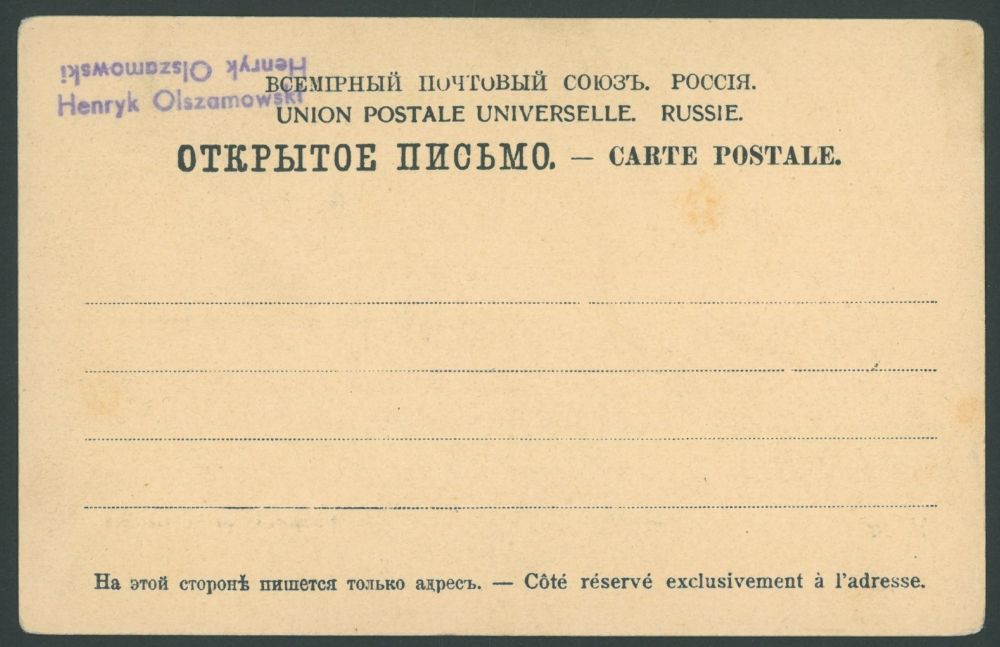 Henryk Olszamowski
Henryk Olszamowski
ВСЕМІРНЫЙ ПОЧТОВЫЙ СОЮЗЪ. РОССІЯ.
UNION POSTALE UNIVERSELLE. RUSSIE.
ОТКРЫТОЕ ПИСЬМО. — CARTE POSTALE.
На этой сторонѣ пишется только адресъ. — Côté réservé exclusivement à l'adresse.